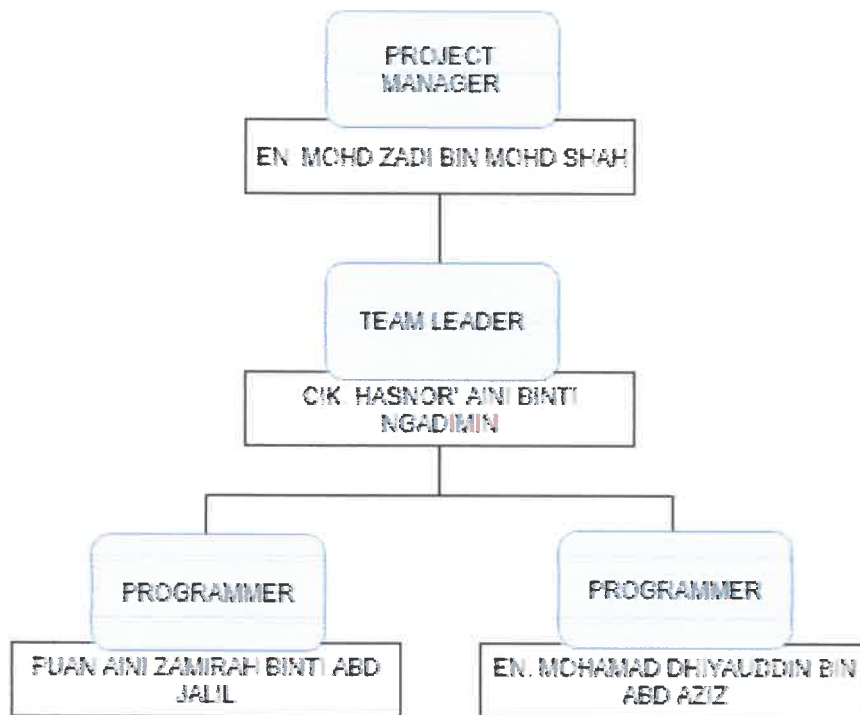 PROJECT
MANAGER
EN. MOHD ZADI BIN MOHD SHAH
TEAM LEADER
CIK. HASNOR' AINI BINTI
NGADIMIN
PROGRAMMER
PUAN AINI ZAMIRAH BINTI ABD
JALIL
PROGRAMMER
EN. MOHAMAD DHIYAUDDIN BIN
ABD AZIZ